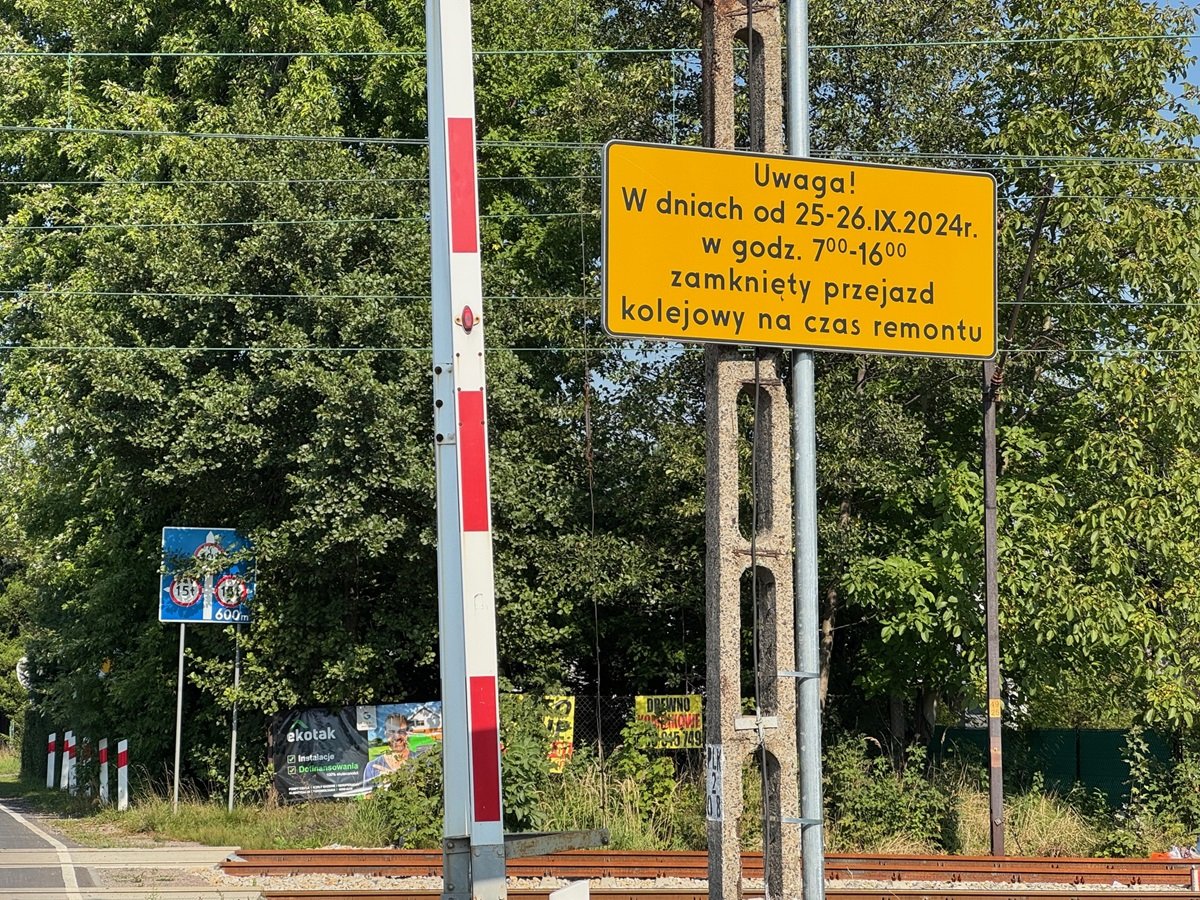 Uwaga!
W dniach od 25-26.IX.2024r.
w godz. 7⁰⁰-16⁰⁰
zamknięty przejazd
kolejowy na czas remontu
15t
600m
ekotak
Instalacje
Dofinansowania
DREWNO
KOMINKOWE